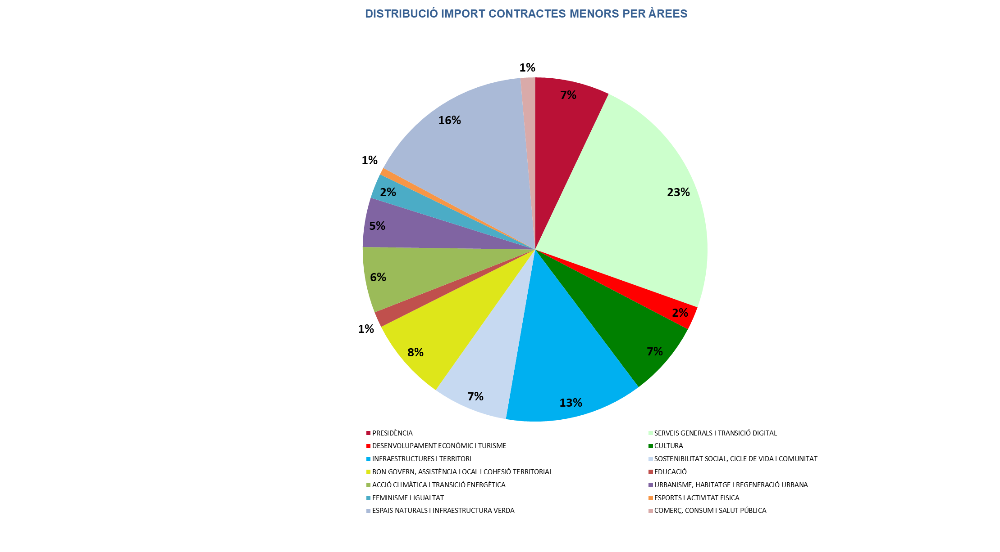 DISTRIBUCIÓ IMPORT CONTRACTES MENORS PER ÀREES
1%
7%
16%
23%
1%
2%
5%
6%
2%
1%
7%
8%
7%
13%
PRESIDÈNCIA
SERVEIS GENERALS I TRANSICIÓ DIGITAL
DESENVOLUPAMENT ECONÒMIC I TURISME
CULTURA
INFRAESTRUCTURES I TERRITORI
SOSTENIBILITAT SOCIAL, CICLE DE VIDA I COMUNITAT
BON GOVERN, ASSISTÈNCIA LOCAL I COHESIÓ TERRITORIAL
EDUCACIÓ
ACCIÓ CLIMÀTICA I TRANSICIÓ ENERGÈTICA
URBANISME, HABITATGE I REGENERACIÓ URBANA
FEMINISME I IGUALTAT
ESPORTS I ACTIVITAT FISICA
ESPAIS NATURALS I INFRAESTRUCTURA VERDA
COMERÇ, CONSUM I SALUT PÚBLICA